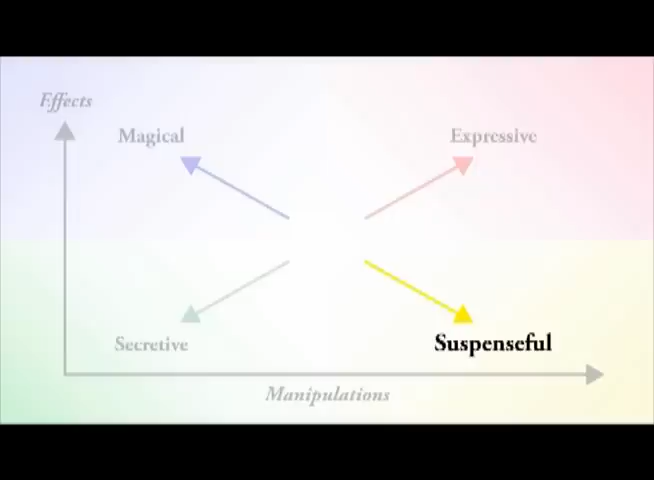 Effects
Magical
Expressive
Secretive
Suspenseful
Manipulations